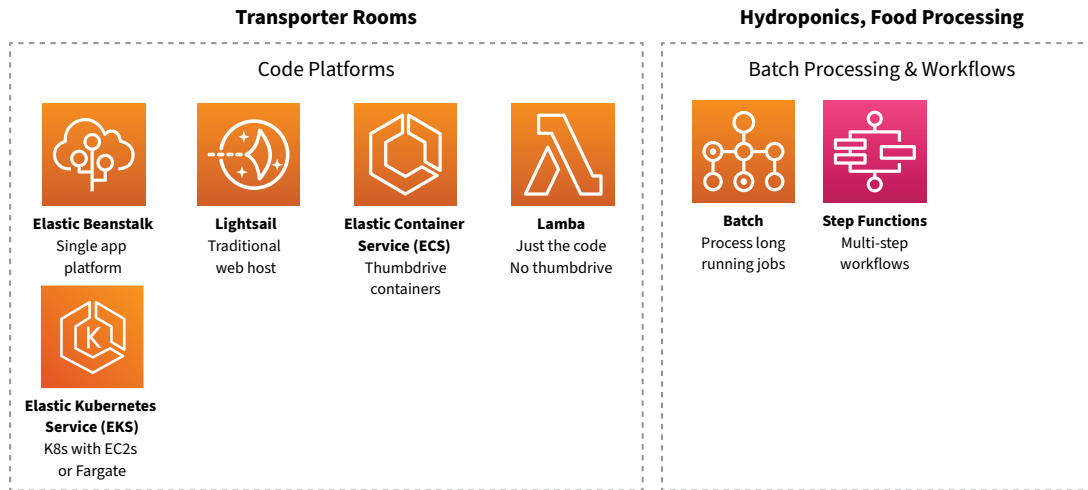 Transporter Rooms
Code Platforms
Elastic Beanstalk
Single app
platform
Lightsail
Traditional
web host
Elastic Container
Service (ECS)
Thumbdrive
containers
Lamba
Just the code
No thumbdrive
K
Elastic Kubernetes
Service (EKS)
K8s with EC2s
or Fargate
Hydroponics, Food Processing
Batch Processing & Workflows
Batch
Process long
running jobs
Step Functions
Multi-step
workflows